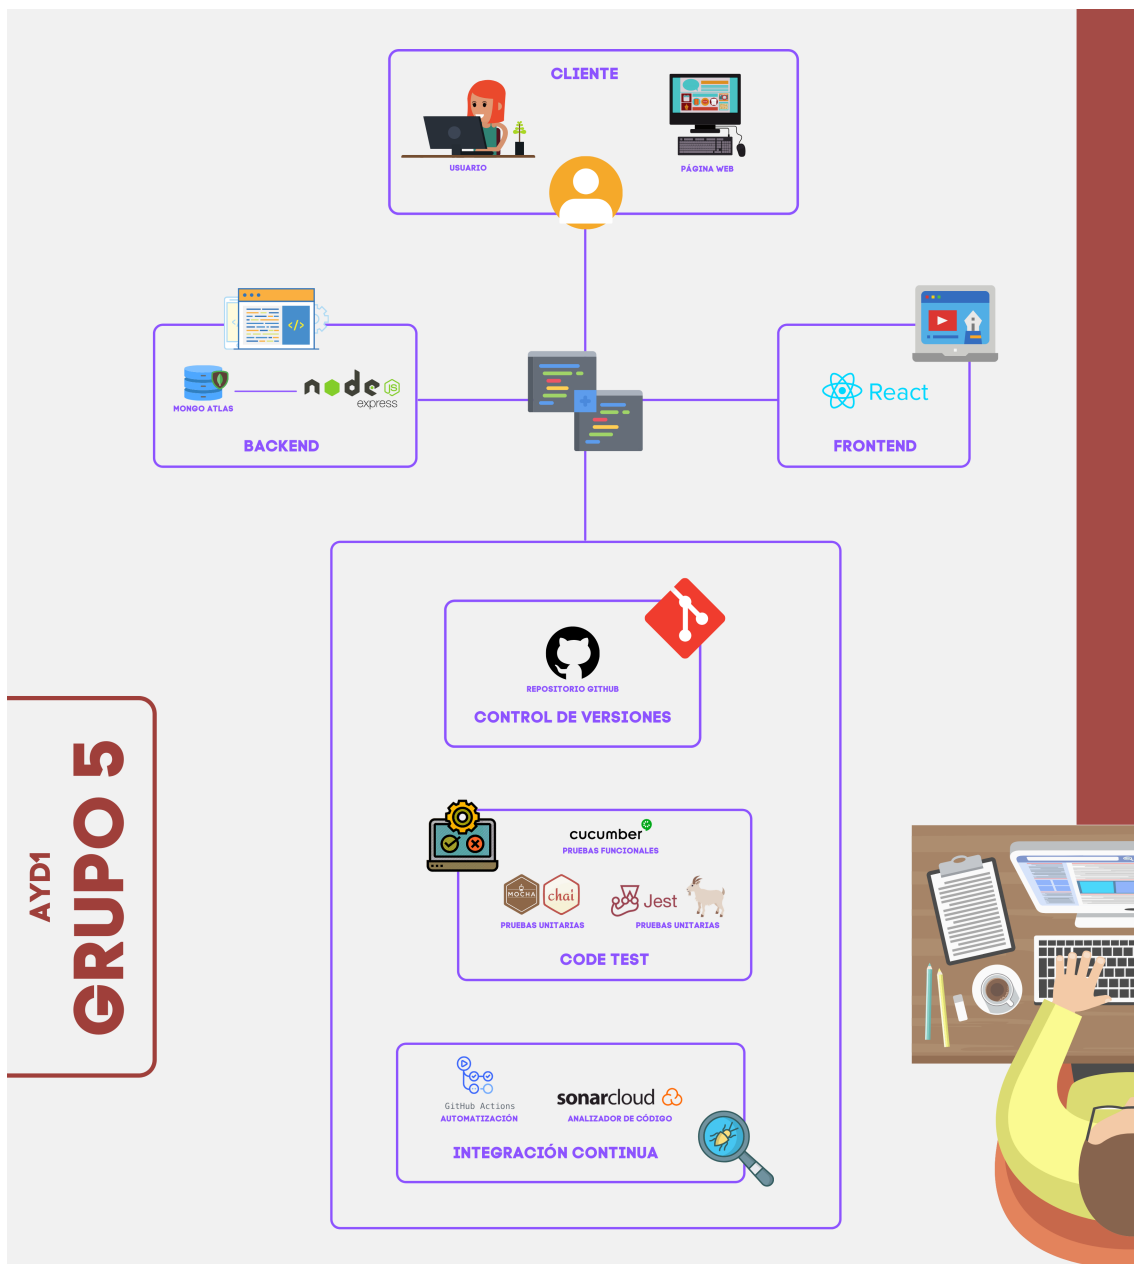 CLIENTE
USUARIO
PÁGINA WEB
</>
MONGO ATLAS
node JS
express
BACKEND
React
FRONTEND
REPOSITORIO GITHUB
CONTROL DE VERSIONES
cucumber
PRUEBAS FUNCIONALES
MOCHA
chai
Jest
PRUEBAS UNITARIAS
PRUEBAS UNITARIAS
CODE TEST
GitHub Actions
AUTOMATIZACIÓN
sonarcloud
ANALIZADOR DE CÓDIGO
INTEGRACIÓN CONTINUA
AYD1
GRUPO 5